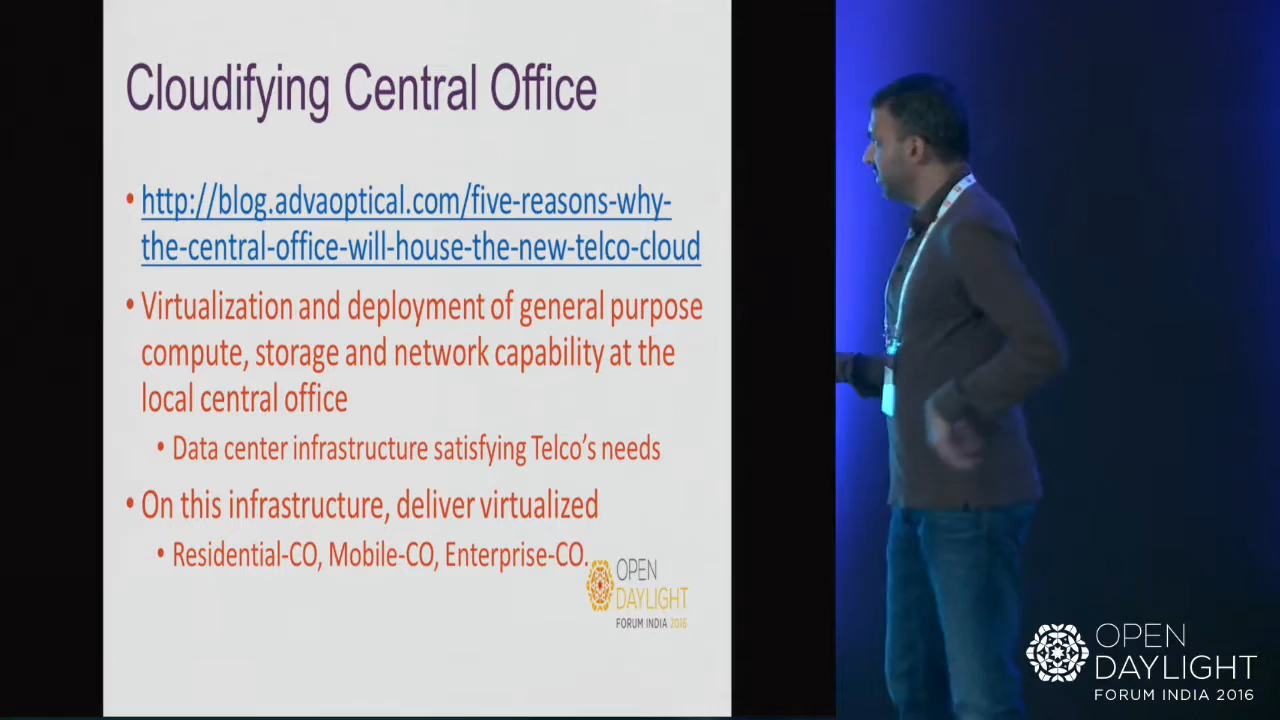 Cloudifying Central Office
• http://blog.advaoptical.com/five-reasons-why-
the-central-office-will-house-the-new-telco-cloud
• Virtualization and deployment of general purpose
compute, storage and network capability at the
local central office
• Data center infrastructure satisfying Telco's needs
• On this infrastructure, deliver virtualized
• Residential-CO, Mobile-CO, Enterprise-CO.
OPEN
DAYLIGHT
FORUM INDIA 2016
OPEN
DAYLIGHT
FORUM INDIA 2016